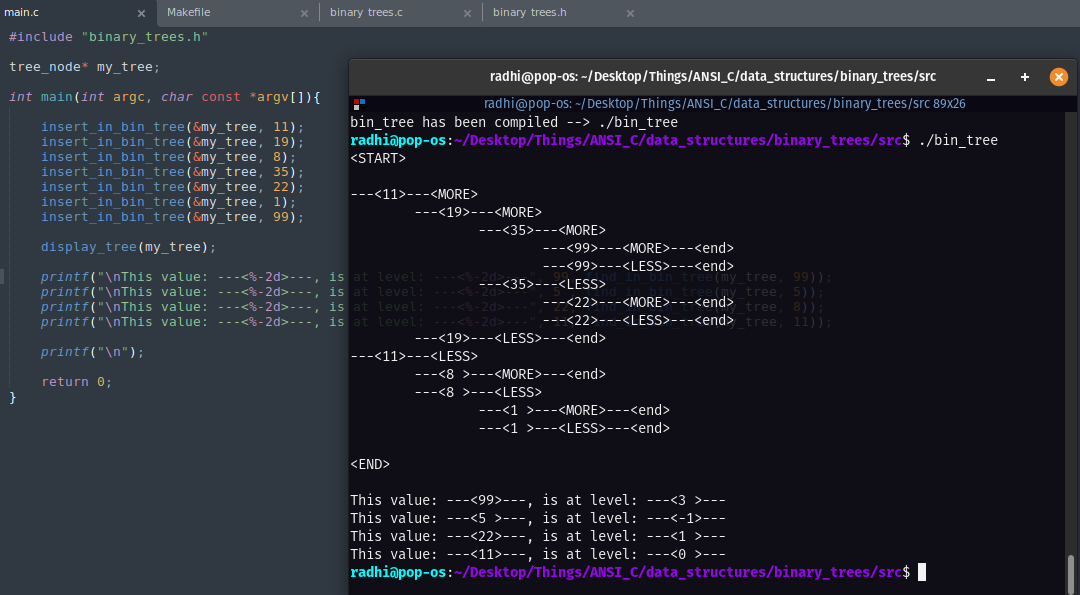 main.c × Makefile × binary trees.c × binary trees.h ×
#include "binary_trees.h"
tree_node* my_tree;
int main(int argc, char const *argv[]){
insert_in_bin_tree(&my_tree, 11);
insert_in_bin_tree(&my_tree, 19);
insert_in_bin_tree(&my_tree, 8);
insert_in_bin_tree(&my_tree, 35);
insert_in_bin_tree(&my_tree, 22);
insert_in_bin_tree(&my_tree, 1);
insert_in_bin_tree(&my_tree, 99);
display_tree(my_tree);
printf("\nThis value: ---<%-2d>---, is at level: ---<%-2d>---", 99, find_in_bin_tree(my_tree, 99));
printf("\nThis value: ---<%-2d>---, is at level: ---<%-2d>---", 5, find_in_bin_tree(my_tree, 5));
printf("\nThis value: ---<%-2d>---, is at level: ---<%-2d>---", 22, find_in_bin_tree(my_tree, 8));
printf("\nThis value: ---<%-2d>---, is at level: ---<%-2d>---", 11, find_in_bin_tree(my_tree, 11));
printf("\n");
return 0;
}
radhi@pop-os: ~/Desktop/Things/ANSI_C/data_structures/binary_trees/src
radhi@pop-os: ~/Desktop/Things/ANSI_C/data_structures/binary_trees/src 89x26
bin_tree has been compiled --> ./bin_tree
radhi@pop-os:~/Desktop/Things/ANSI_C/data_structures/binary_trees/src$ ./bin_tree
<START>
---<11>---<MORE>
---<19>---<MORE>
---<35>---<MORE>
---<99>---<MORE>---<end>
---<99>---<LESS>---<end>
---<35>---<LESS>
---<22>---<MORE>---<end>
---<22>---<LESS>---<end>
---<19>---<LESS>---<end>
---<11>---<LESS>
---<8 >---<MORE>---<end>
---<8 >---<LESS>
---<1 >---<MORE>---<end>
---<1 >---<LESS>---<end>
<END>
This value: ---<99>---, is at level: ---<3 >---
This value: ---<5 >---, is at level: ---<-1>---
This value: ---<22>---, is at level: ---<1 >---
This value: ---<11>---, is at level: ---<0 >---
radhi@pop-os:~/Desktop/Things/ANSI_C/data_structures/binary_trees/src$